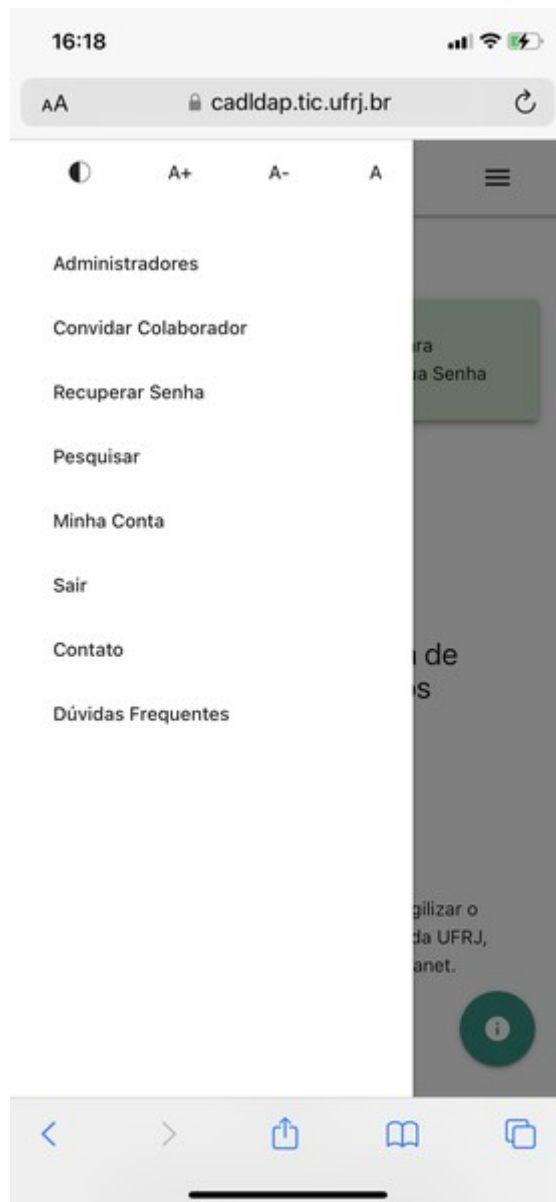 16:18
AA cadldap.tic.ufrj.br
A+ A- A
Administradores
Convidar Colaborador
ra
a Senha
Recuperar Senha
Pesquisar
Minha Conta
Sair
Contato
de
s
Dúvidas Frequentes
gilizar o
da UFRJ,
anet.